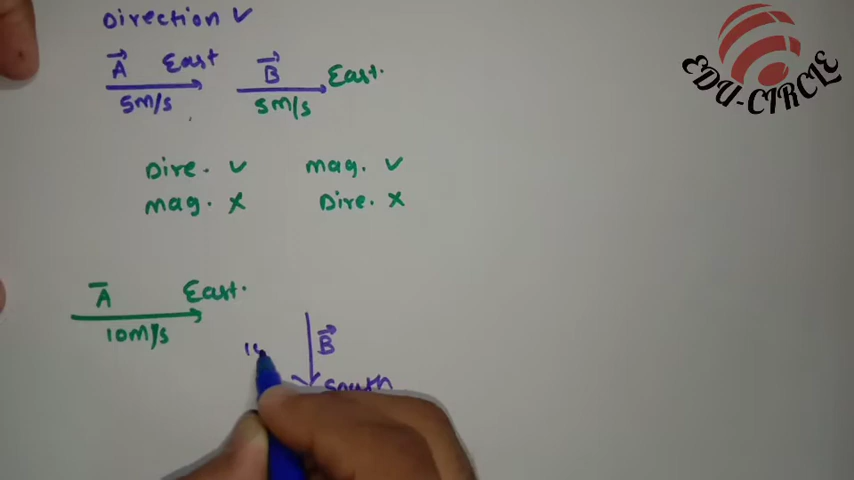 Direction ✓
A East B East.
5m/s 5m/s
Dire. ✓ mag. ✓
mag. × Dire. ×
A East.
10m/s
B
South
EDU-CIRCLE